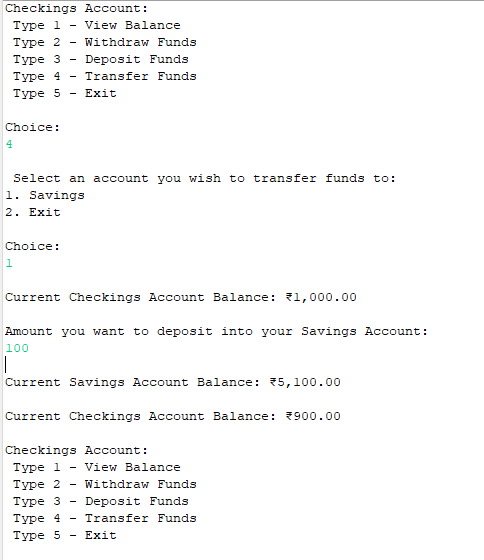 Checkings Account:
Type 1 - View Balance
Type 2 - Withdraw Funds
Type 3 - Deposit Funds
Type 4 - Transfer Funds
Type 5 - Exit
Choice:
4
Select an account you wish to transfer funds to:
1. Savings
2. Exit
Choice:
1
Current Checkings Account Balance: ₹1,000.00
Amount you want to deposit into your Savings Account:
100
Current Savings Account Balance: ₹5,100.00
Current Checkings Account Balance: ₹900.00
Checkings Account:
Type 1 - View Balance
Type 2 - Withdraw Funds
Type 3 - Deposit Funds
Type 4 - Transfer Funds
Type 5 - Exit